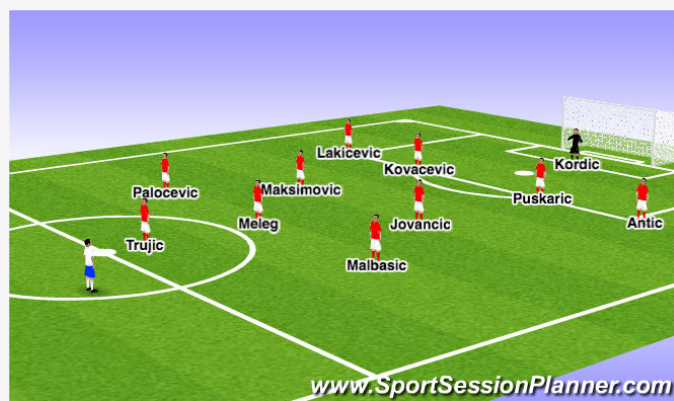 Lakicevic
Kovacevic
Kordic
Palocevic
Maksimovic
Puskaric
Antic
Trujic
Meleg
Jovancic
Malbasic
www.SportSessionPlanner.com